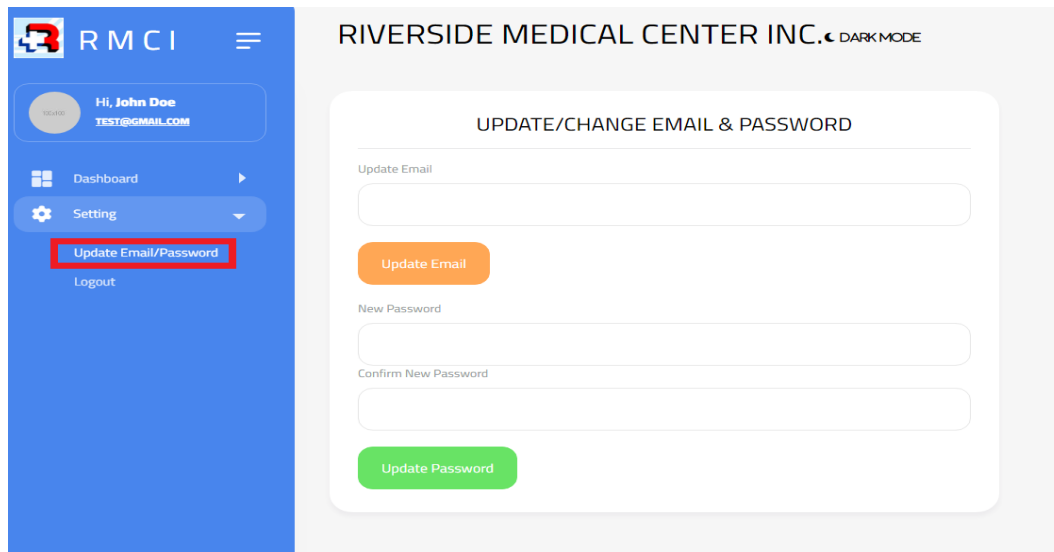 RMCI
Hi, John Doe
TEST@GMAIL.COM
Dashboard
Setting
Update Email/Password
Logout
RIVERSIDE MEDICAL CENTER INC. DARK MODE
UPDATE/CHANGE EMAIL & PASSWORD
Update Email
Update Email
New Password
Confirm New Password
Update Password